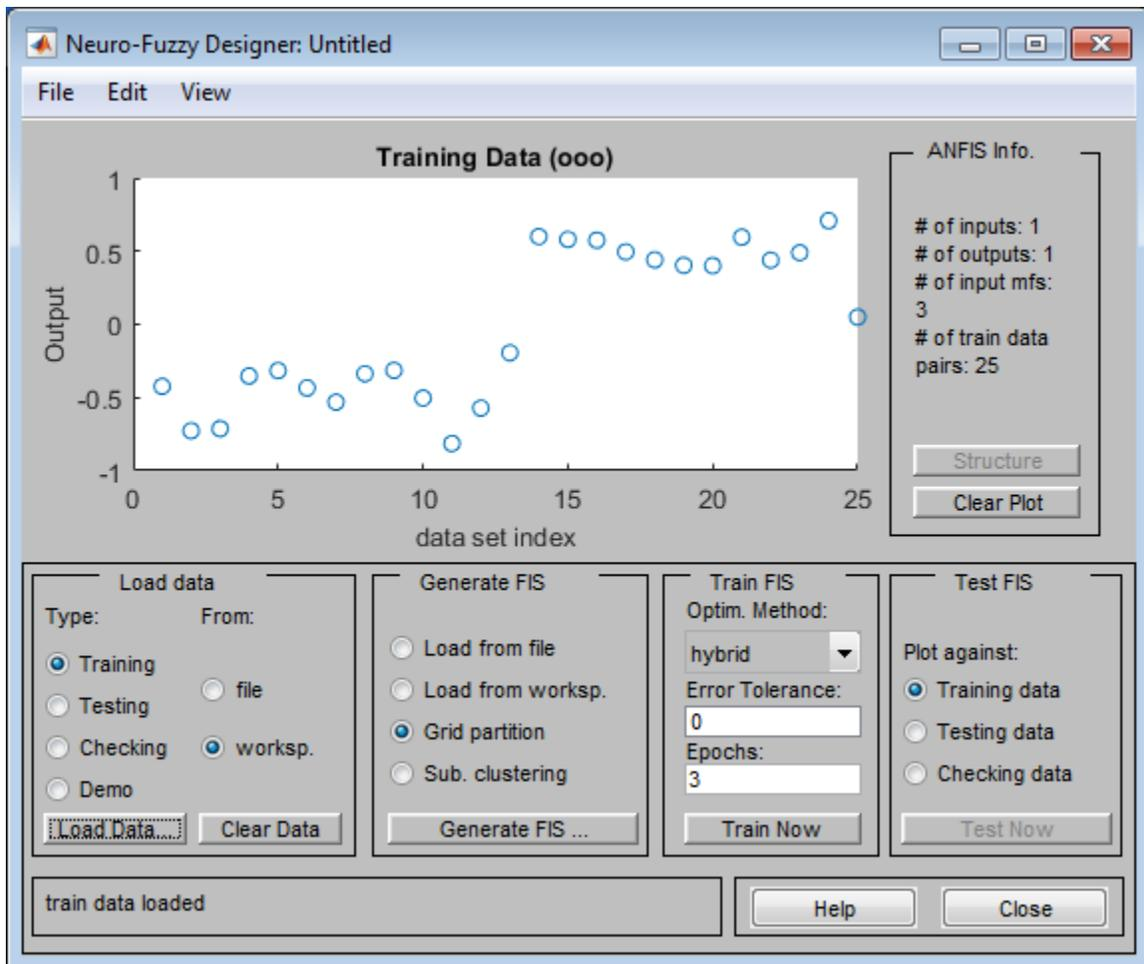 Neuro-Fuzzy Designer: Untitled
File Edit View
Training Data (ooo)
1
0.5
0
-0.5
-1
Output
0 5 10 15 20 25
data set index
ANFIS Info.
# of inputs: 1
# of outputs: 1
# of input mfs:
3
# of train data
pairs: 25
Structure
Clear Plot
Load data
Type: From:
Training
Testing
Checking
Demo
file
worksp.
Load Data... Clear Data
Generate FIS
Load from file
Load from worksp.
Grid partition
Sub. clustering
Generate FIS ...
Train FIS
Optim. Method:
hybrid
Error Tolerance:
0
Epochs:
3
Train Now
Test FIS
Plot against:
Training data
Testing data
Checking data
Test Now
train data loaded
Help Close